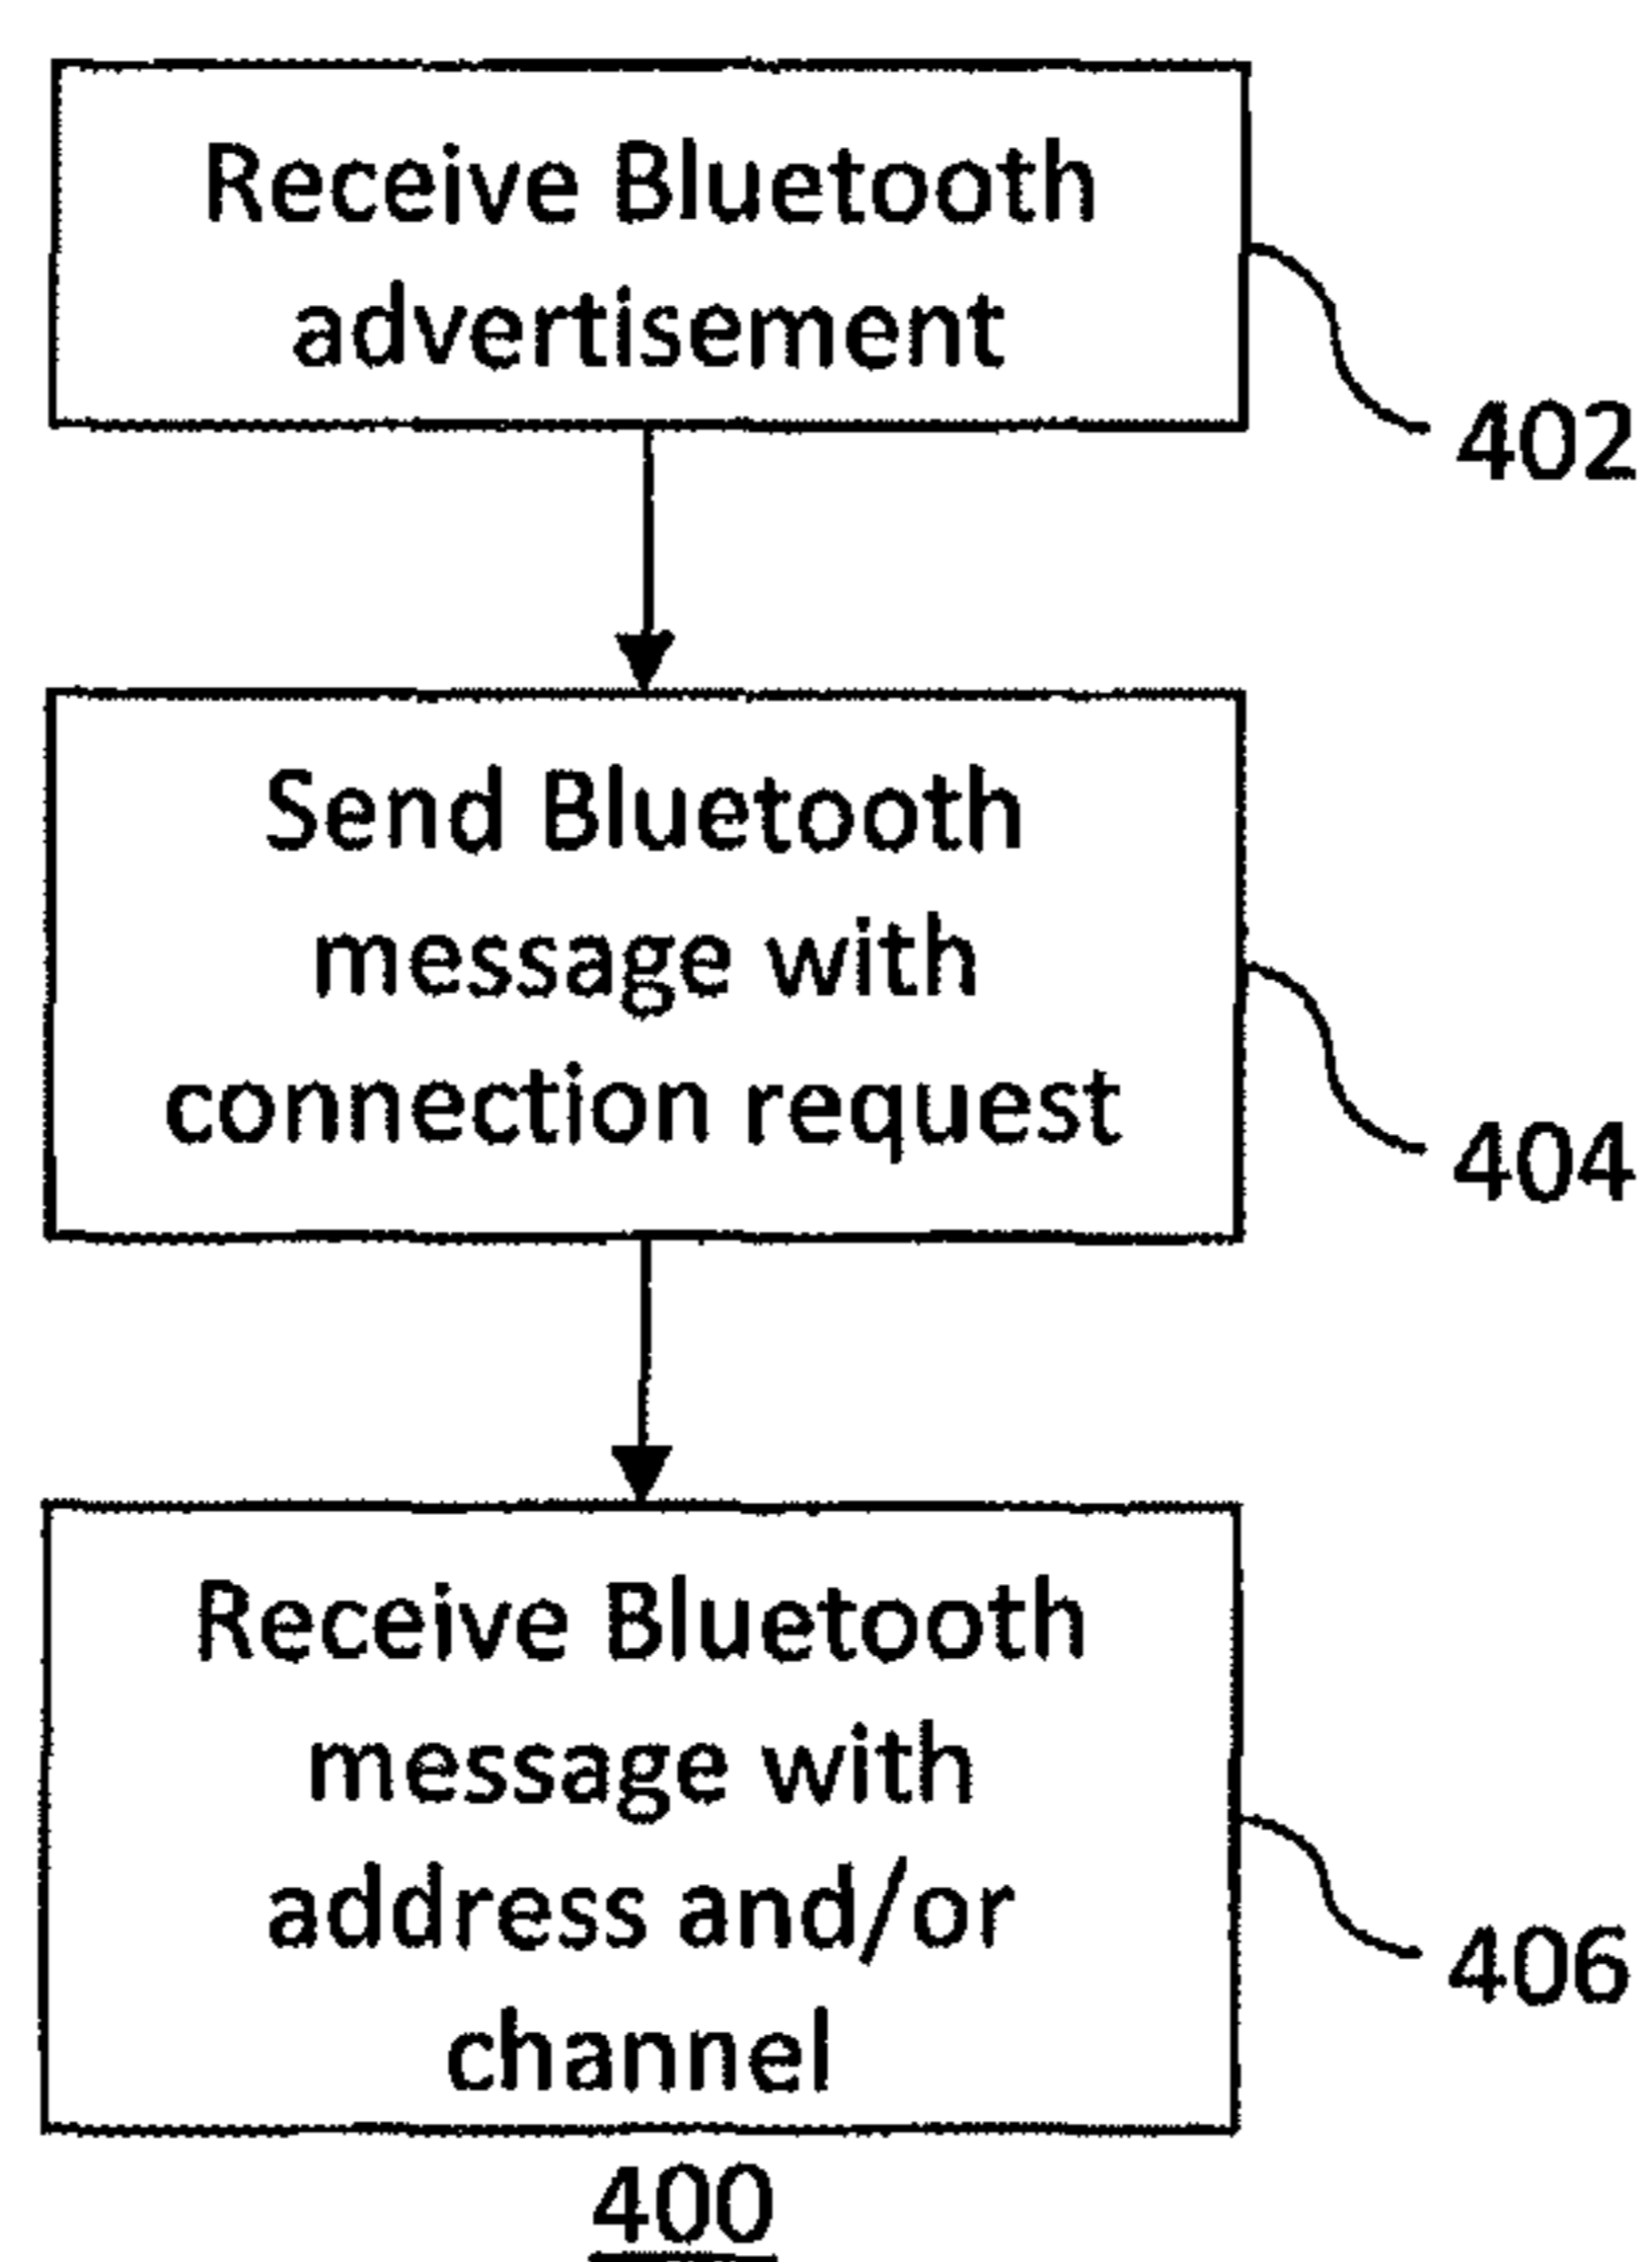 Receive Bluetooth
advertisement
402
Send Bluetooth
message with
connection request
404
Receive Bluetooth
message with
address and/or
channel
406
400